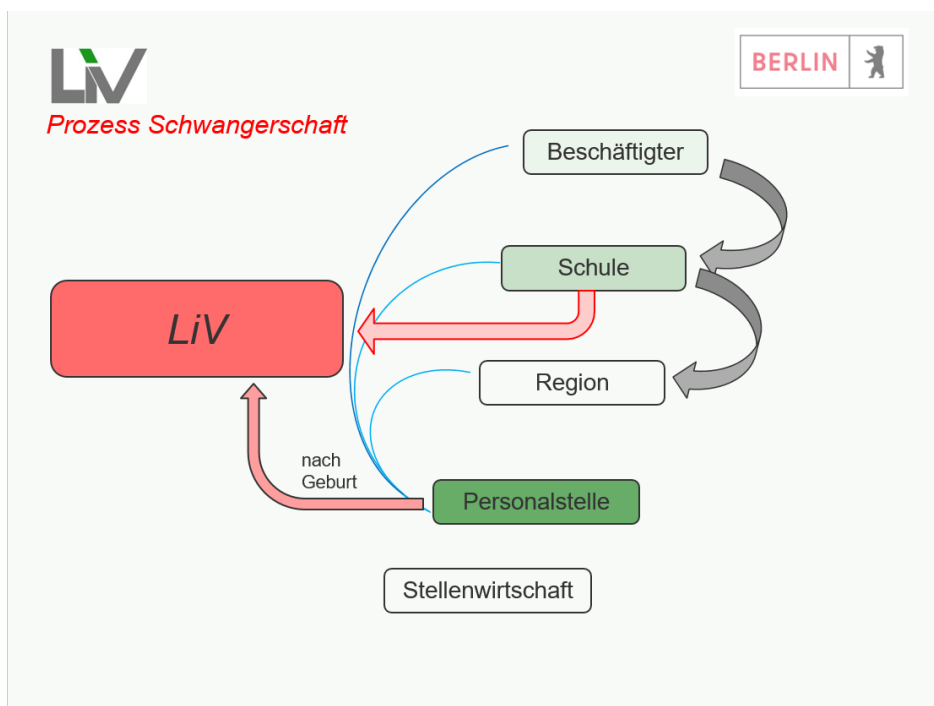 LiV
BERLIN
Prozess Schwangerschaft
Beschäftigter
Schule
LiV
Region
nach
Geburt
Personalstelle
Stellenwirtschaft